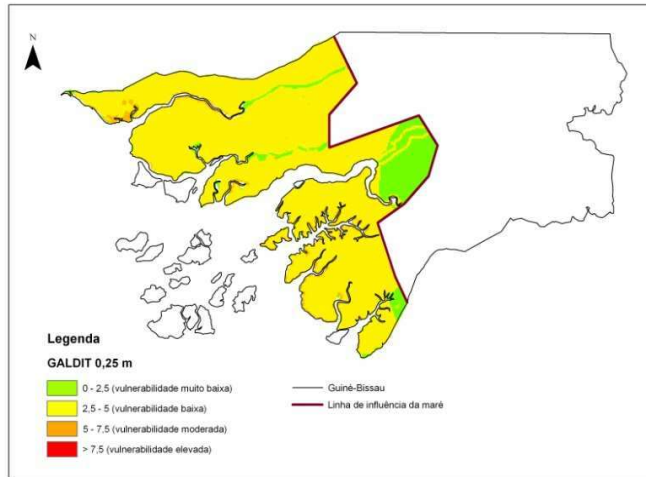 N
Legenda
GALDIT 0,25 m
0 - 2,5 (vulnerabilidade muito baixa)
2,5 - 5 (vulnerabilidade baixa)
5 - 7,5 (vulnerabilidade moderada)
> 7,5 (vulnerabilidade elevada)
Guiné-Bissau
Linha de influência da maré